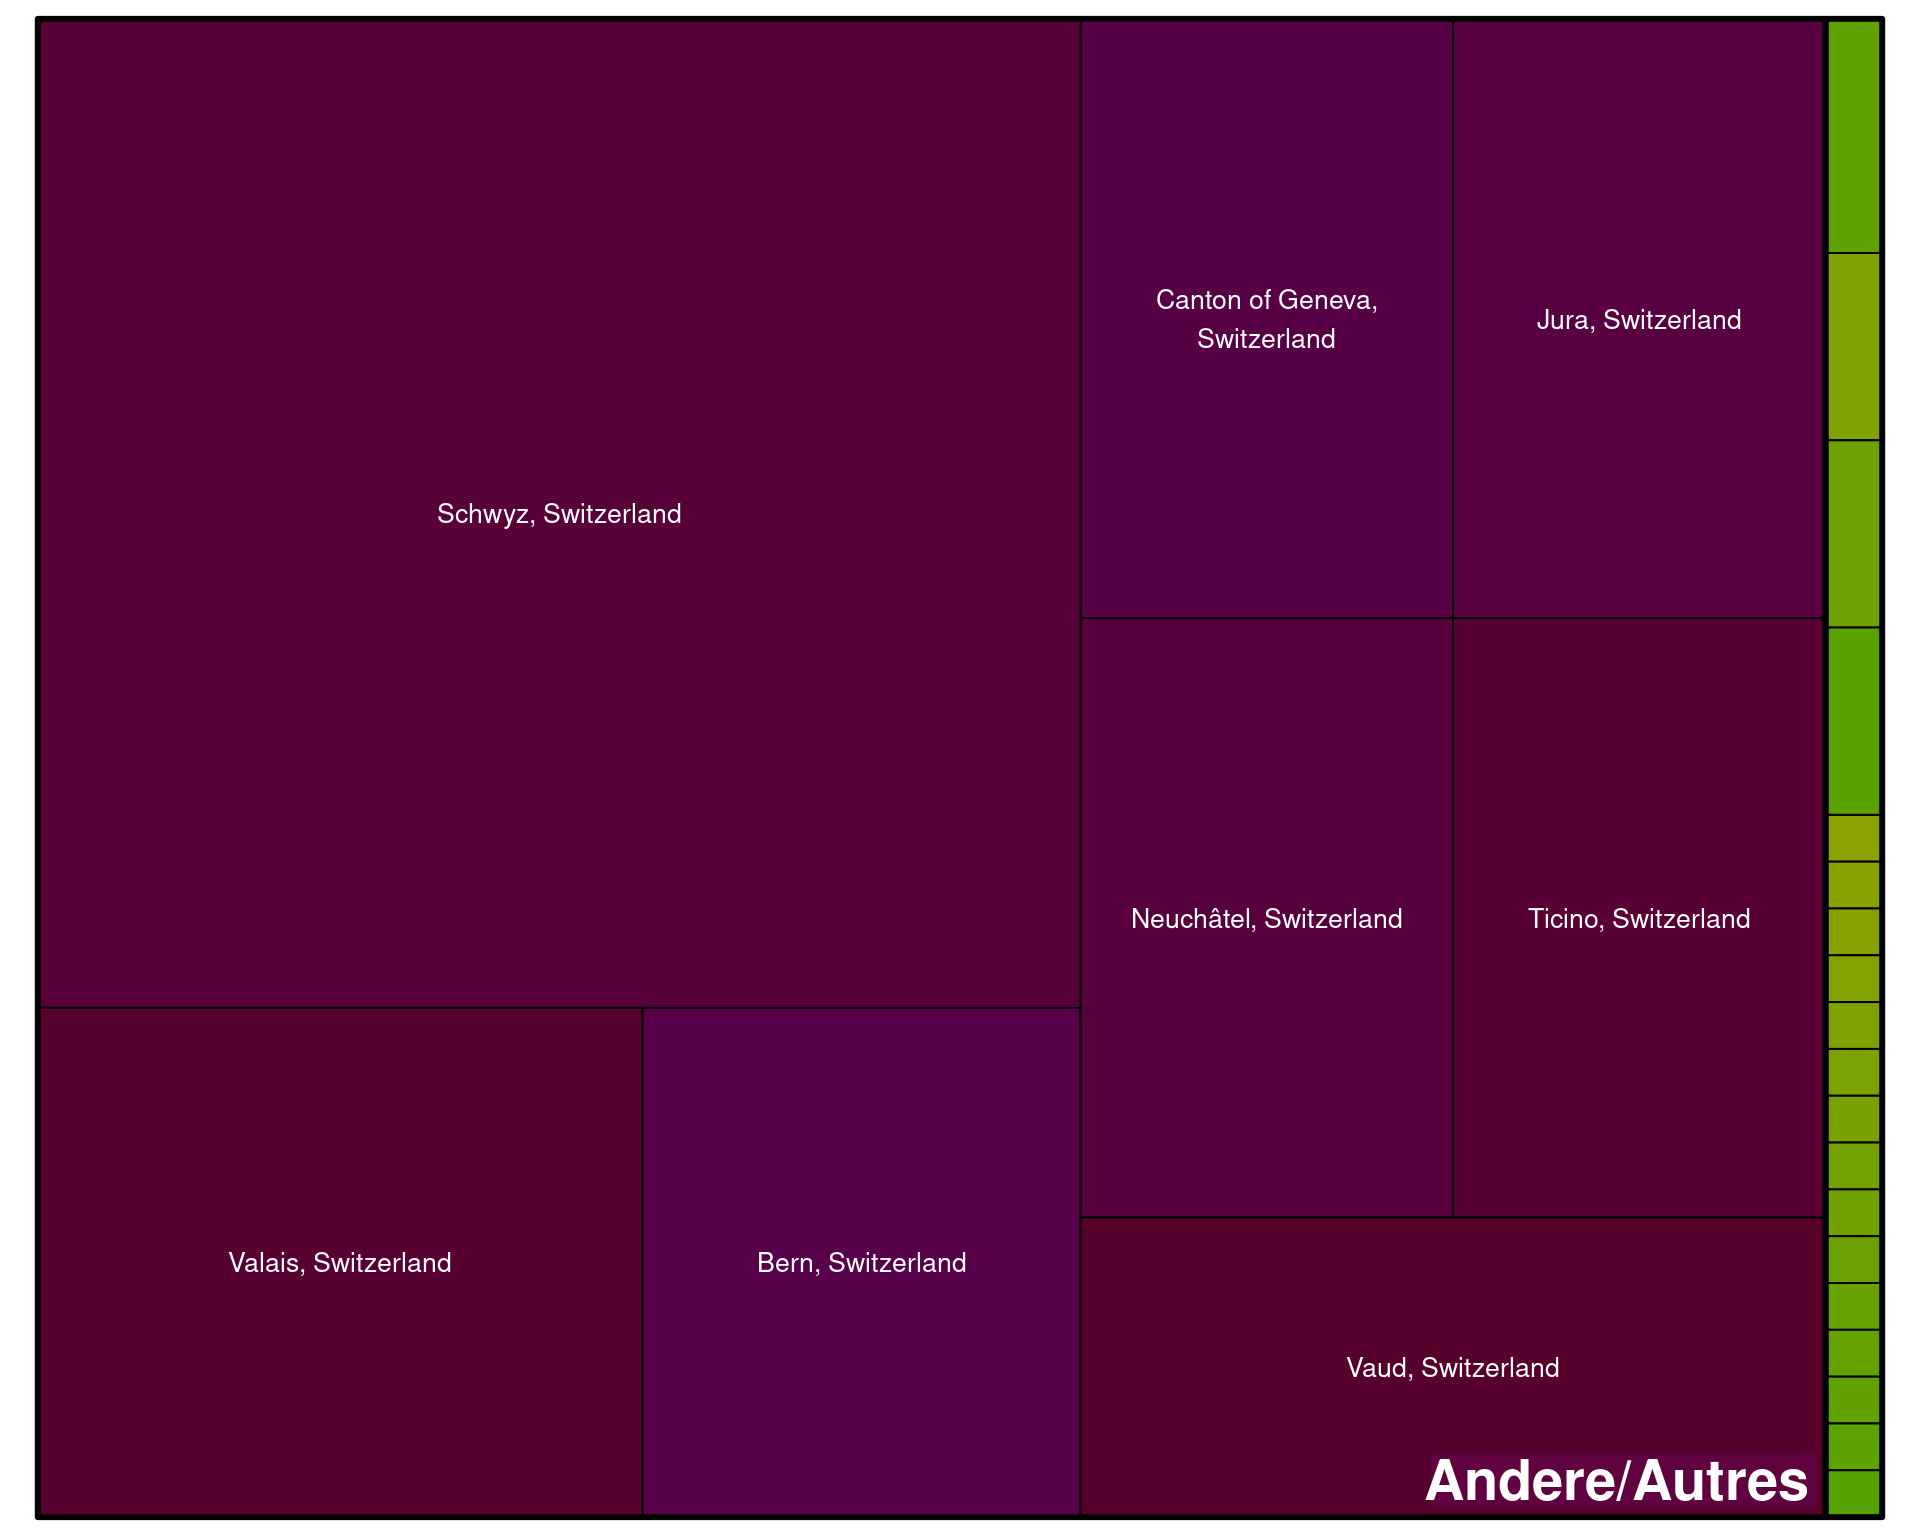 Canton of Geneva,
Switzerland
Jura, Switzerland
Schwyz, Switzerland
Neuchâtel, Switzerland
Ticino, Switzerland
Valais, Switzerland
Bern, Switzerland
Vaud, Switzerland
Andere/Autres